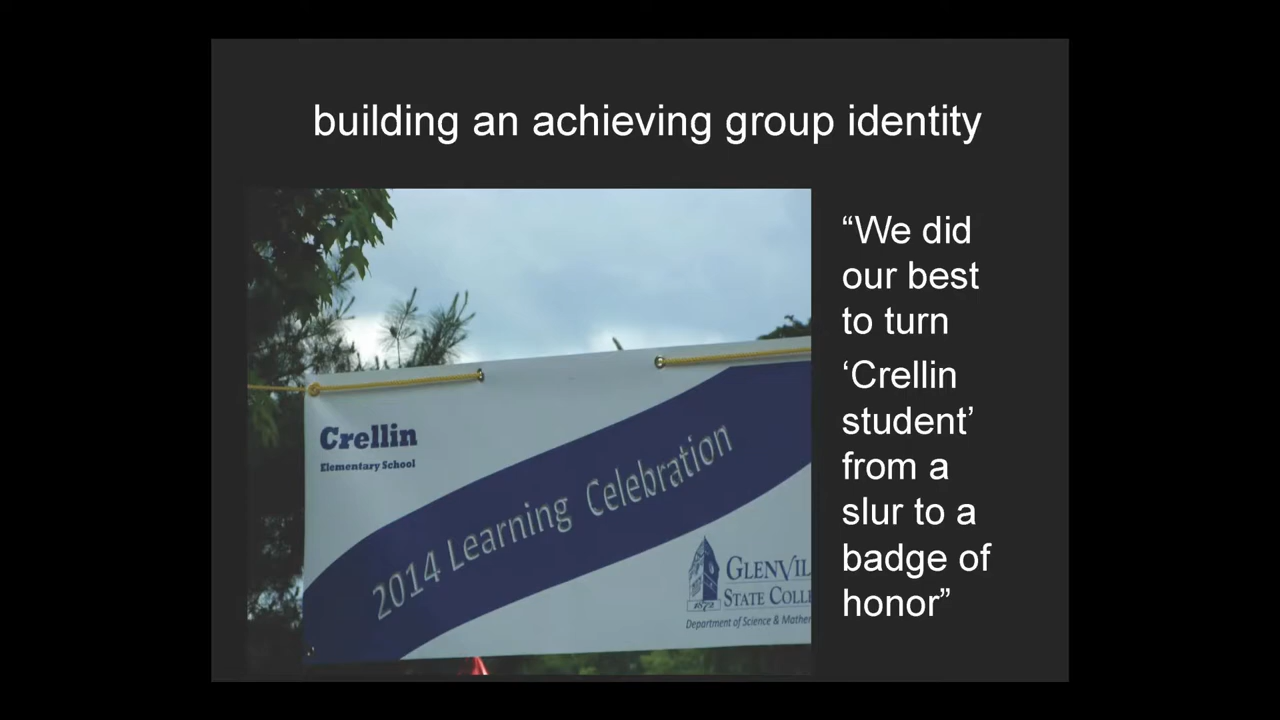 building an achieving group identity
“We did
our best
to turn
‘Crellin
student’
from a
slur to a
badge of
honor”
Crellin
Elementary School
2014 Learning Celebration
1872
GLENVIL
STATE COLL
Department of Science & Mathe